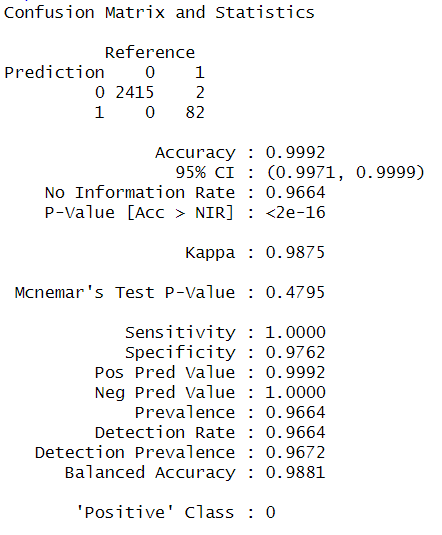 Confusion Matrix and Statistics
Reference
Prediction 0 1
0 2415 2
1 0 82
Accuracy : 0.9992
95% CI : (0.9971, 0.9999)
No Information Rate : 0.9664
P-Value [Acc > NIR] : <2e-16
Kappa : 0.9875
Mcnemar's Test P-Value : 0.4795
Sensitivity : 1.0000
Specificity : 0.9762
Pos Pred Value : 0.9992
Neg Pred Value : 1.0000
Prevalence : 0.9664
Detection Rate : 0.9664
Detection Prevalence : 0.9672
Balanced Accuracy : 0.9881
'Positive' Class : 0